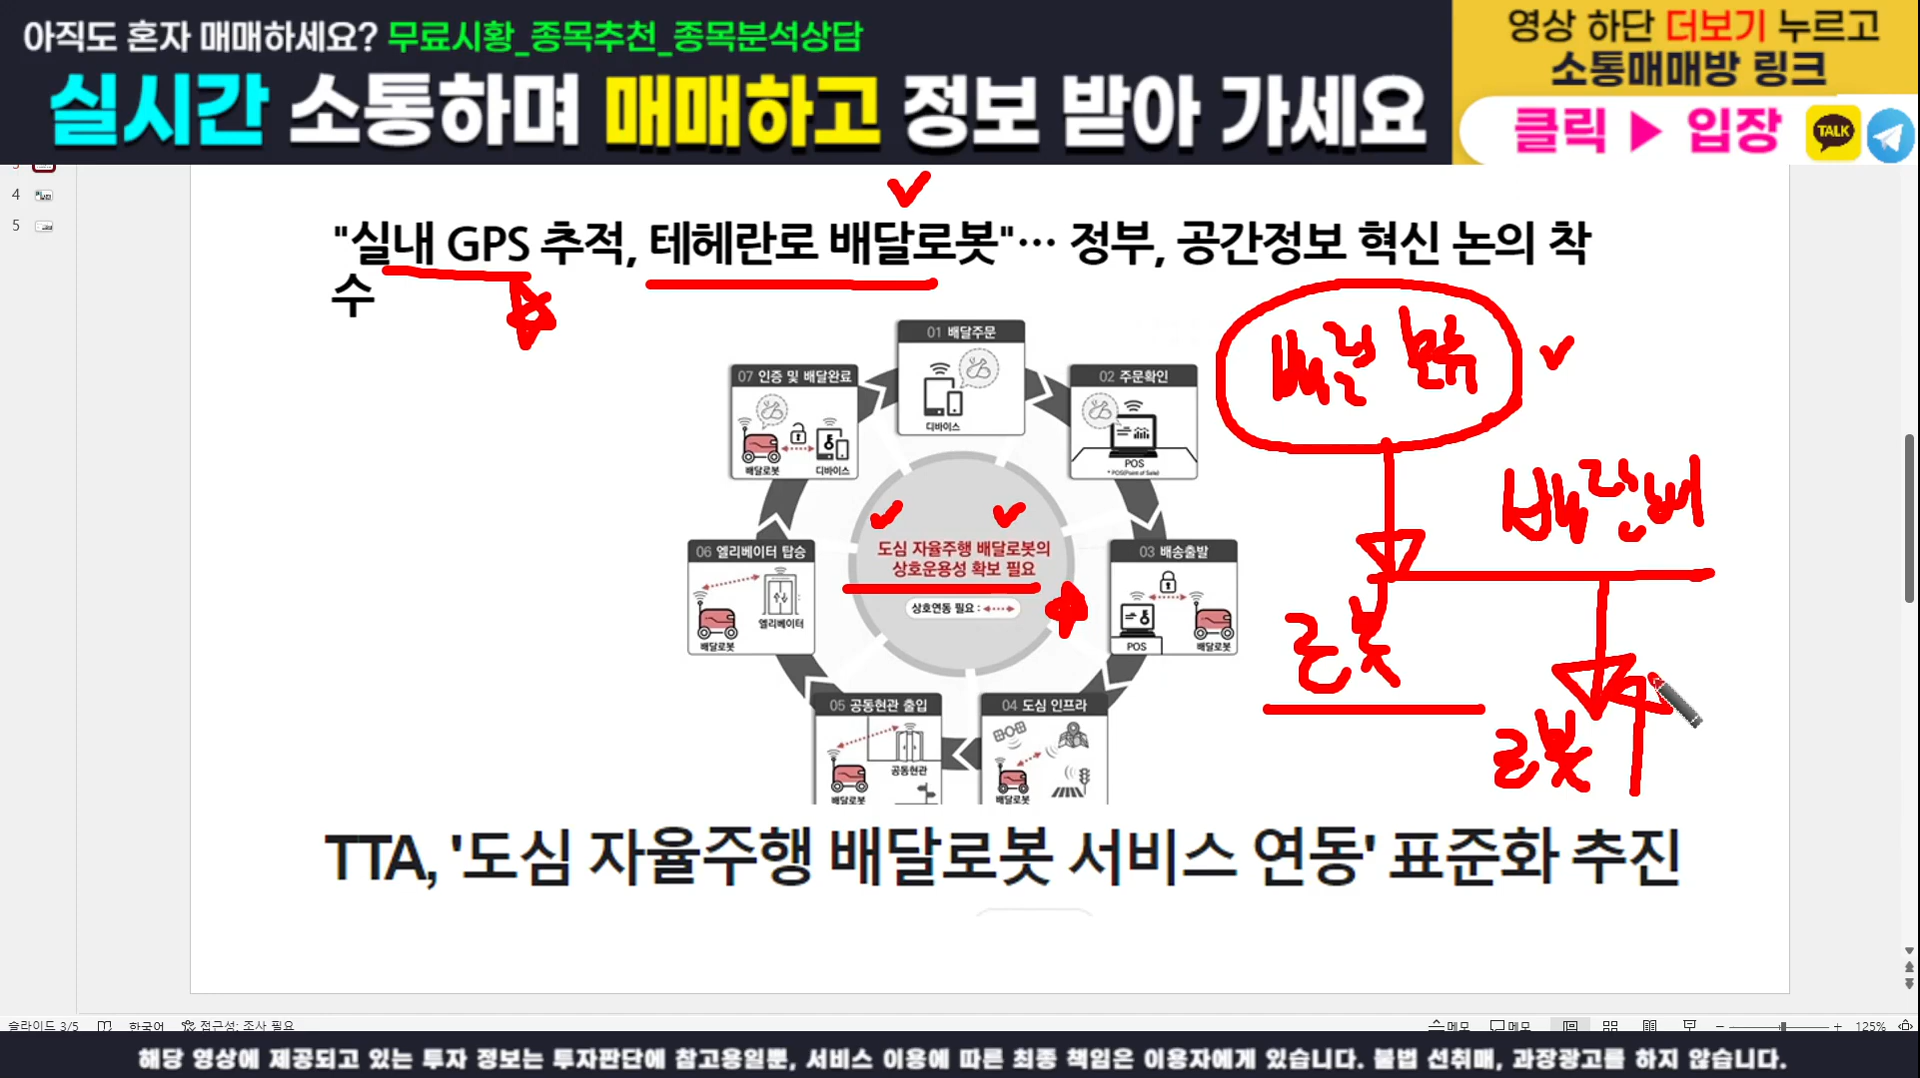 아직도 혼자 매매하세요? 무료시황_종목추천_종목분석상담
실시간 소통하며 매매하고 정보 받아 가세요
영상 하단 더보기 누르고
소통매매방 링크
클릭 ▶ 입장
TALK
3
4
5
"실내 GPS 추적, 테헤란로 배달로봇"… 정부, 공간정보 혁신 논의 착
수
01 배달주문
디바이스
02 주문확인
POS
* POS(Point of Sale)
03 배송출발
POS
배달로봇
04 도심 인프라
배달로봇
05 공동현관 출입
공동현관
배달로봇
06 엘리베이터 탑승
엘리베이터
배달로봇
07 인증 및 배달완료
배달로봇
디바이스
도심 자율주행 배달로봇의
상호운용성 확보 필요
상호연동 필요 :
배달비
로봇
로봇
TTA, '도심 자율주행 배달로봇 서비스 연동' 표준화 추진
슬라이드 3/5
한국어
접근성: 조사 필요
메모
메모
125%
해당 영상에 제공되고 있는 투자 정보는 투자판단에 참고용일뿐, 서비스 이용에 따른 최종 책임은 이용자에게 있습니다. 불법 선취매, 과장광고를 하지 않습니다.